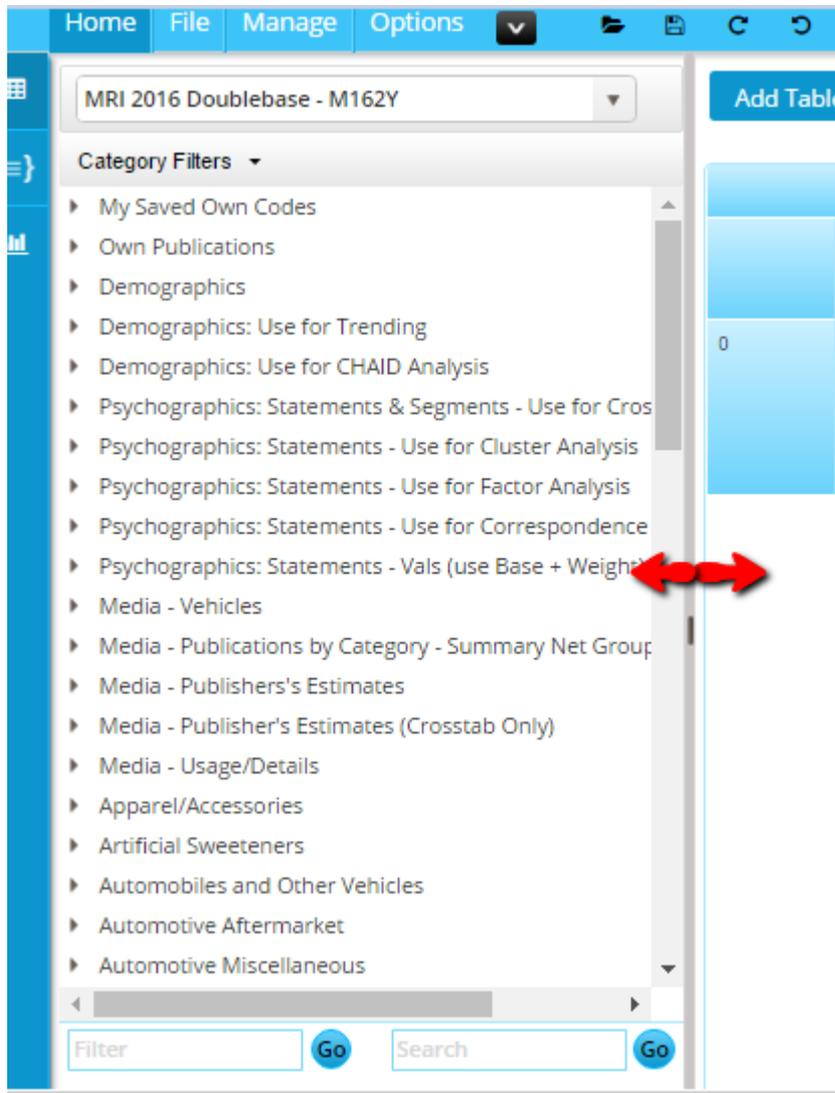 Home File Manage Options
MRI 2016 Doublebase - M162Y
Add Table
Category Filters
My Saved Own Codes
Own Publications
Demographics
Demographics: Use for Trending
0
Demographics: Use for CHAID Analysis
Psychographics: Statements & Segments - Use for Cros
Psychographics: Statements - Use for Cluster Analysis
Psychographics: Statements - Use for Factor Analysis
Psychographics: Statements - Use for Correspondence
Psychographics: Statements - Vals (use Base + Weight)
Media - Vehicles
Media - Publications by Category - Summary Net Group
Media - Publishers's Estimates
Media - Publisher's Estimates (Crosstab Only)
Media - Usage/Details
Apparel/Accessories
Artificial Sweeteners
Automobiles and Other Vehicles
Automotive Aftermarket
Automotive Miscellaneous
Filter Go Search Go